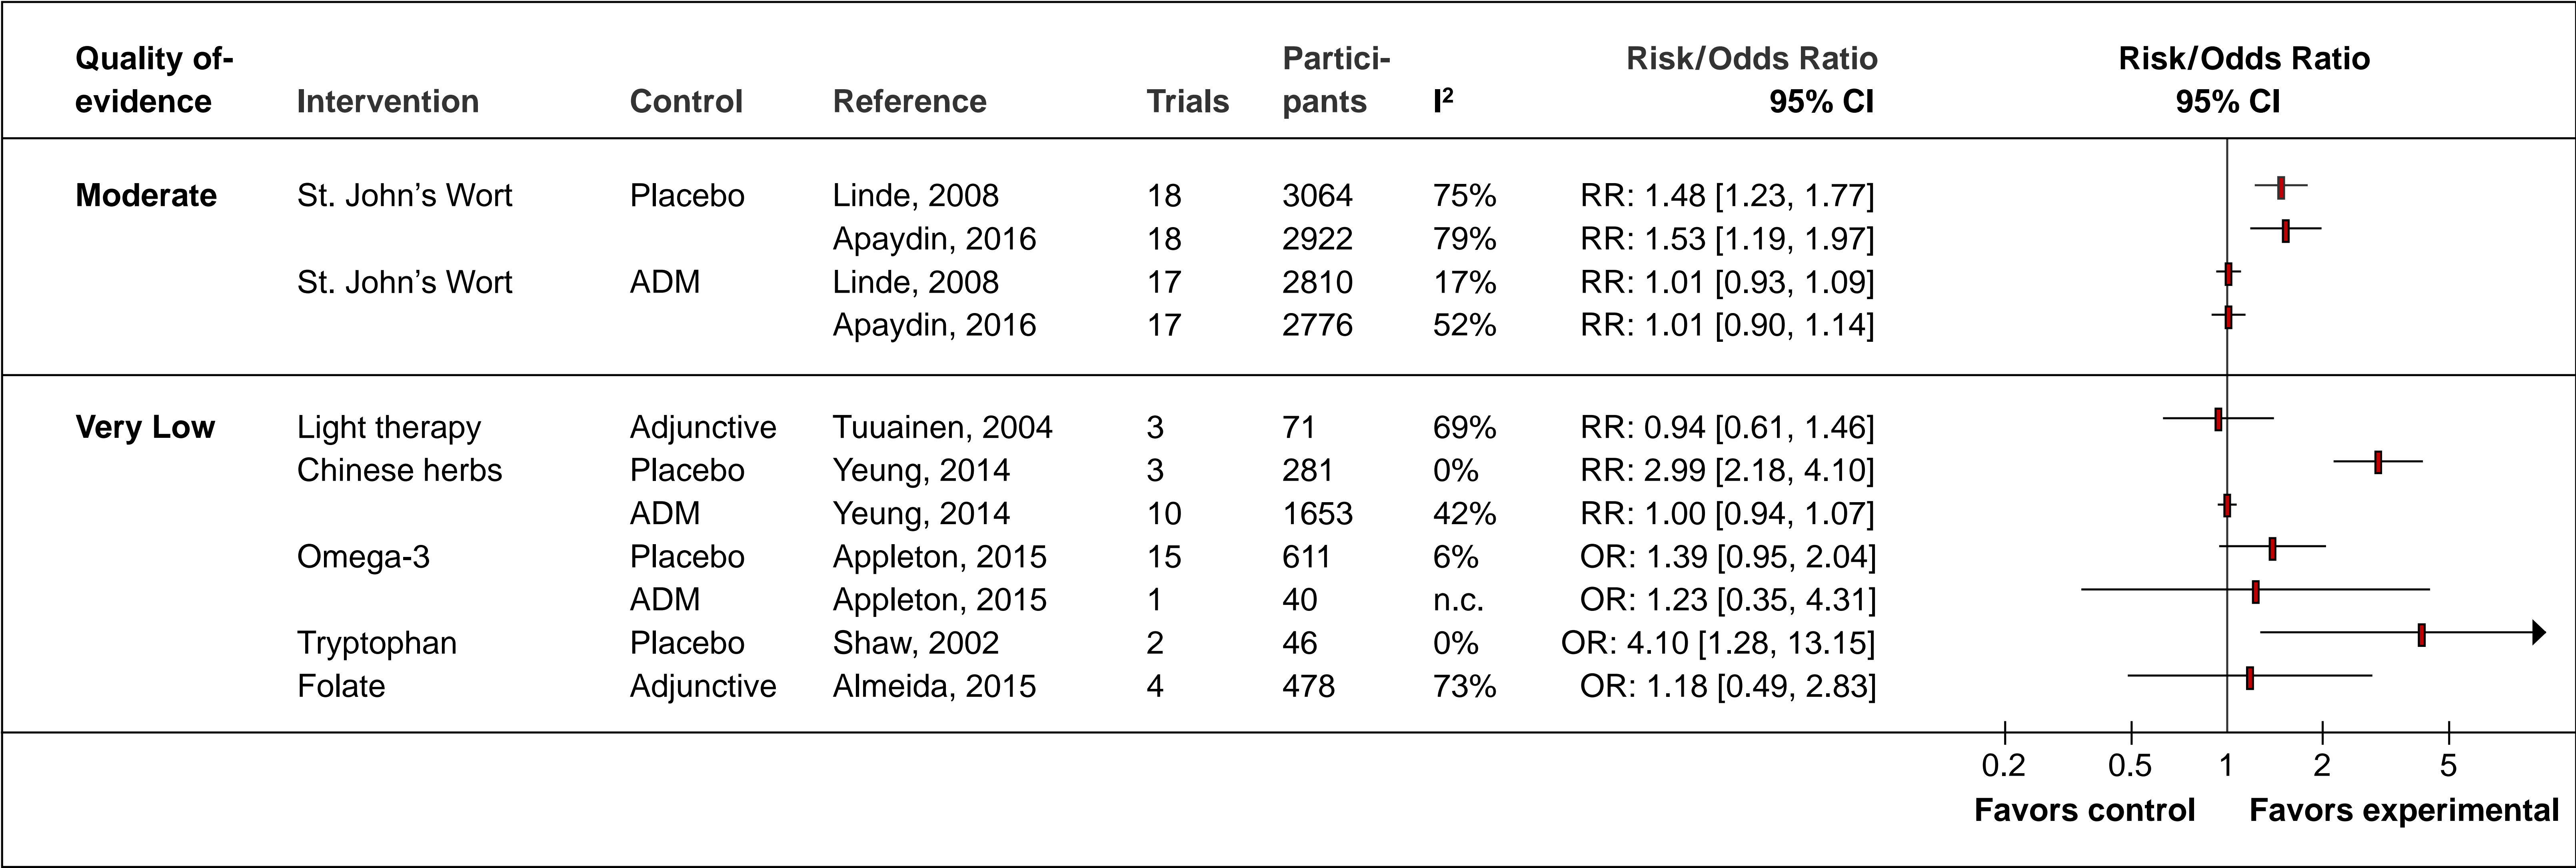 Quality of- Partici- Risk/Odds Ratio Risk/Odds Ratio
evidence Intervention Control Reference Trials pants I² 95% CI 95% CI
Moderate St. John’s Wort Placebo Linde, 2008 18 3064 75% RR: 1.48 [1.23, 1.77]
Apaydin, 2016 18 2922 79% RR: 1.53 [1.19, 1.97]
St. John’s Wort ADM Linde, 2008 17 2810 17% RR: 1.01 [0.93, 1.09]
Apaydin, 2016 17 2776 52% RR: 1.01 [0.90, 1.14]
Very Low Light therapy Adjunctive Tuuainen, 2004 3 71 69% RR: 0.94 [0.61, 1.46]
Chinese herbs Placebo Yeung, 2014 3 281 0% RR: 2.99 [2.18, 4.10]
ADM Yeung, 2014 10 1653 42% RR: 1.00 [0.94, 1.07]
Omega-3 Placebo Appleton, 2015 15 611 6% OR: 1.39 [0.95, 2.04]
ADM Appleton, 2015 1 40 n.c. OR: 1.23 [0.35, 4.31]
Tryptophan Placebo Shaw, 2002 2 46 0% OR: 4.10 [1.28, 13.15]
Folate Adjunctive Almeida, 2015 4 478 73% OR: 1.18 [0.49, 2.83]
0.2 0.5 1 2 5
Favors control Favors experimental